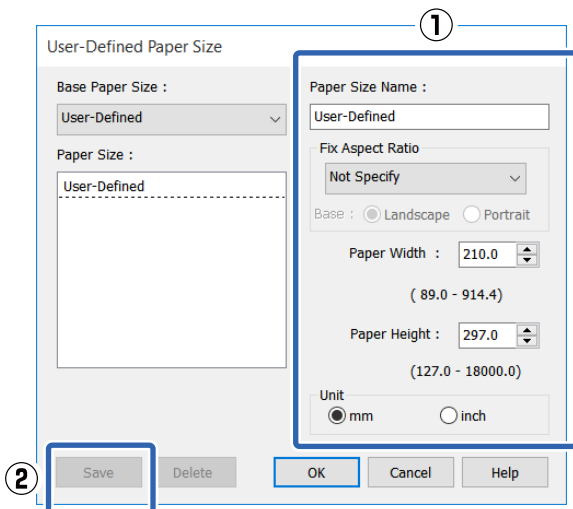 1
User-Defined Paper Size
Base Paper Size :
User-Defined
Paper Size :
User-Defined
Paper Size Name :
User-Defined
Fix Aspect Ratio
Not Specify
Base : Landscape Portrait
Paper Width : 210.0
( 89.0 - 914.4)
Paper Height : 297.0
(127.0 - 18000.0)
Unit
mm inch
2
Save Delete OK Cancel Help